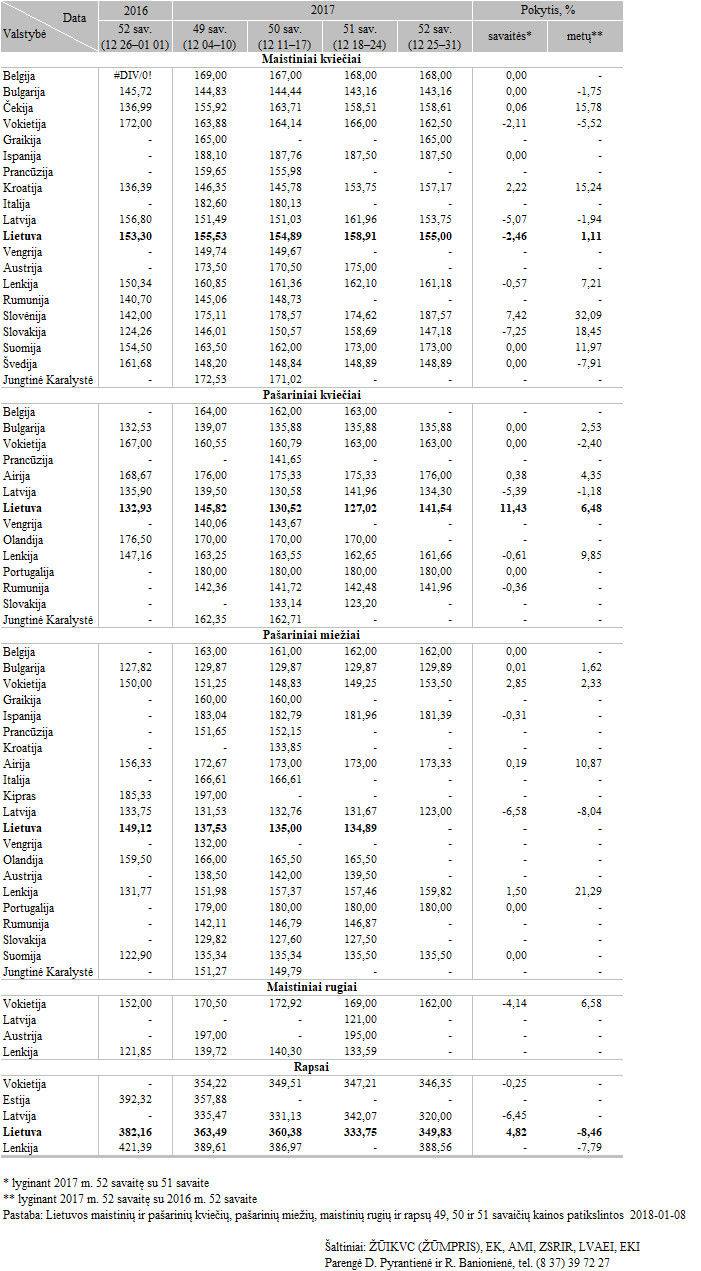 Data 2016 2017 Pokytis, %
Valstybė 52 sav. (12 26–01 01) 49 sav. (12 04–10) 50 sav. (12 11–17) 51 sav. (12 18–24) 52 sav. (12 25–31) savaitės* metų**
Maistiniai kviečiai
Belgija #DIV/0! 169,00 167,00 168,00 168,00 0,00 -
Bulgarija 145,72 144,83 144,44 143,16 143,16 0,00 -1,75
Čekija 136,99 155,92 163,71 158,51 158,61 0,06 15,78
Vokietija 172,00 163,88 164,14 166,00 162,50 -2,11 -5,52
Graikija - 165,00 - - 165,00 - -
Ispanija - 188,10 187,76 187,50 187,50 0,00 -
Prancūzija - 159,65 155,98 - - - -
Kroatija 136,39 146,35 145,78 153,75 157,17 2,22 15,24
Italija - 182,60 180,13 - - - -
Latvija 156,80 151,49 151,03 161,96 153,75 -5,07 -1,94
Lietuva 153,30 155,53 154,89 158,91 155,00 -2,46 1,11
Vengrija - 149,74 149,67 - - - -
Austrija - 173,50 170,50 175,00 - - -
Lenkija 150,34 160,85 161,36 162,10 161,18 -0,57 7,21
Rumunija 140,70 145,06 148,73 - - - -
Slovėnija 142,00 175,11 178,57 174,62 187,57 7,42 32,09
Slovakija 124,26 146,01 150,57 158,69 147,18 -7,25 18,45
Suomija 154,50 163,50 162,00 173,00 173,00 0,00 11,97
Švedija 161,68 148,20 148,84 148,89 148,89 0,00 -7,91
Jungtinė Karalystė - 172,53 171,02 - - - -
Pašariniai kviečiai
Belgija - 164,00 162,00 163,00 - - -
Bulgarija 132,53 139,07 135,88 135,88 135,88 0,00 2,53
Vokietija 167,00 160,55 160,79 163,00 163,00 0,00 -2,40
Prancūzija - - 141,65 - - - -
Airija 168,67 176,00 175,33 175,33 176,00 0,38 4,35
Latvija 135,90 139,50 130,58 141,96 134,30 -5,39 -1,18
Lietuva 132,93 145,82 130,52 127,02 141,54 11,43 6,48
Vengrija - 140,06 143,67 - - - -
Olandija 176,50 170,00 170,00 170,00 - - -
Lenkija 147,16 163,25 163,55 162,65 161,66 -0,61 9,85
Portugalija - 180,00 180,00 180,00 180,00 0,00 -
Rumunija - 142,36 141,72 142,48 141,96 -0,36 -
Slovakija - - 133,14 123,20 - - -
Jungtinė Karalystė - 162,35 162,71 - - - -
Pašariniai miežiai
Belgija - 163,00 161,00 162,00 162,00 0,00 -
Bulgarija 127,82 129,87 129,87 129,87 129,89 0,01 1,62
Vokietija 150,00 151,25 148,83 149,25 153,50 2,85 2,33
Graikija - 160,00 160,00 - - - -
Ispanija - 183,04 182,79 181,96 181,39 -0,31 -
Prancūzija - 151,65 152,15 - - - -
Kroatija - - 133,85 - - - -
Airija 156,33 172,67 173,00 173,00 173,33 0,19 10,87
Italija - 166,61 166,61 - - - -
Kipras 185,33 197,00 - - - - -
Latvija 133,75 131,53 132,76 131,67 123,00 -6,58 -8,04
Lietuva 149,12 137,53 135,00 134,89 - - -
Vengrija - 132,00 - - - - -
Olandija 159,50 166,00 165,50 165,50 - - -
Austrija - 138,50 142,00 139,50 - - -
Lenkija 131,77 151,98 157,37 157,46 159,82 1,50 21,29
Portugalija - 179,00 180,00 180,00 180,00 0,00 -
Rumunija - 142,11 146,79 146,87 - - -
Slovakija - 129,82 127,60 127,50 - - -
Suomija 122,90 135,34 135,34 135,50 135,50 0,00 -
Jungtinė Karalystė - 151,27 149,79 - - - -
Maistiniai rugiai
Vokietija 152,00 170,50 172,92 169,00 162,00 -4,14 6,58
Latvija - - - 121,00 - - -
Austrija - 197,00 - 195,00 - - -
Lenkija 121,85 139,72 140,30 133,59 - - -
Rapsai
Vokietija - 354,22 349,51 347,21 346,35 -0,25 -
Estija 392,32 357,88 - - - - -
Latvija - 335,47 331,13 342,07 320,00 -6,45 -
Lietuva 382,16 363,49 360,38 333,75 349,83 4,82 -8,46
Lenkija 421,39 389,61 386,97 - 388,56 - -7,79
* lyginant 2017 m. 52 savaitę su 51 savaite
** lyginant 2017 m. 52 savaitę su 2016 m. 52 savaite
Pastaba: Lietuvos maistinių ir pašarinių kviečių, pašarinių miežių, maistinių rugių ir rapsų 49, 50 ir 51 savaičių kainos patikslintos 2018-01-08
Šaltiniai: ŽŪIKVC (ŽŪMPRIS), EK, AMI, ZSRIR, LVAEI, EKI
Parengė D. Pyrantienė ir R. Banionienė, tel. (8 37) 39 72 27